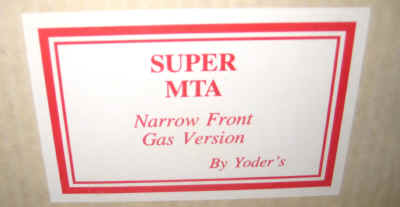 SUPER
MTA
Narrow Front
Gas Version
By Yoder's